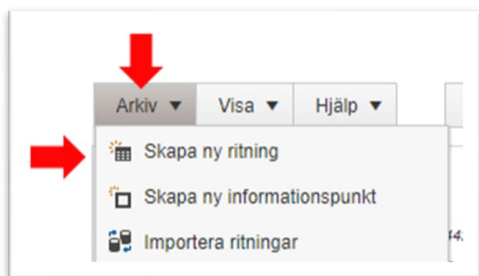 Arkiv Visa Hjälp
Skapa ny ritning
Skapa ny informationspunkt
Importera ritningar